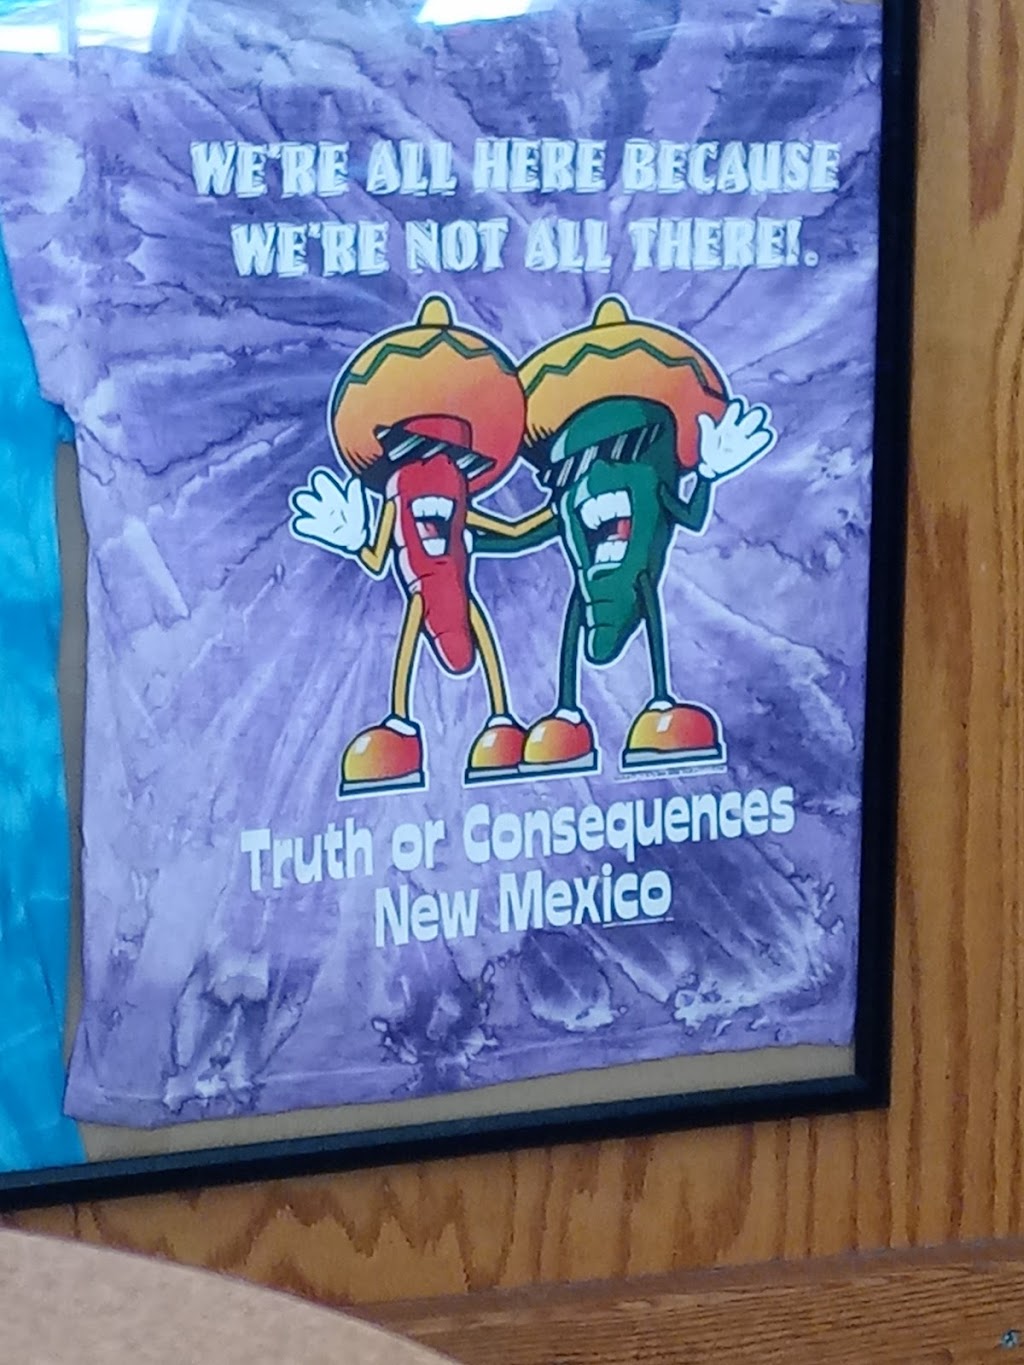 WE'RE ALL HERE BECAUSE
WE'RE NOT ALL THERE!.
Truth or Consequences
New Mexico